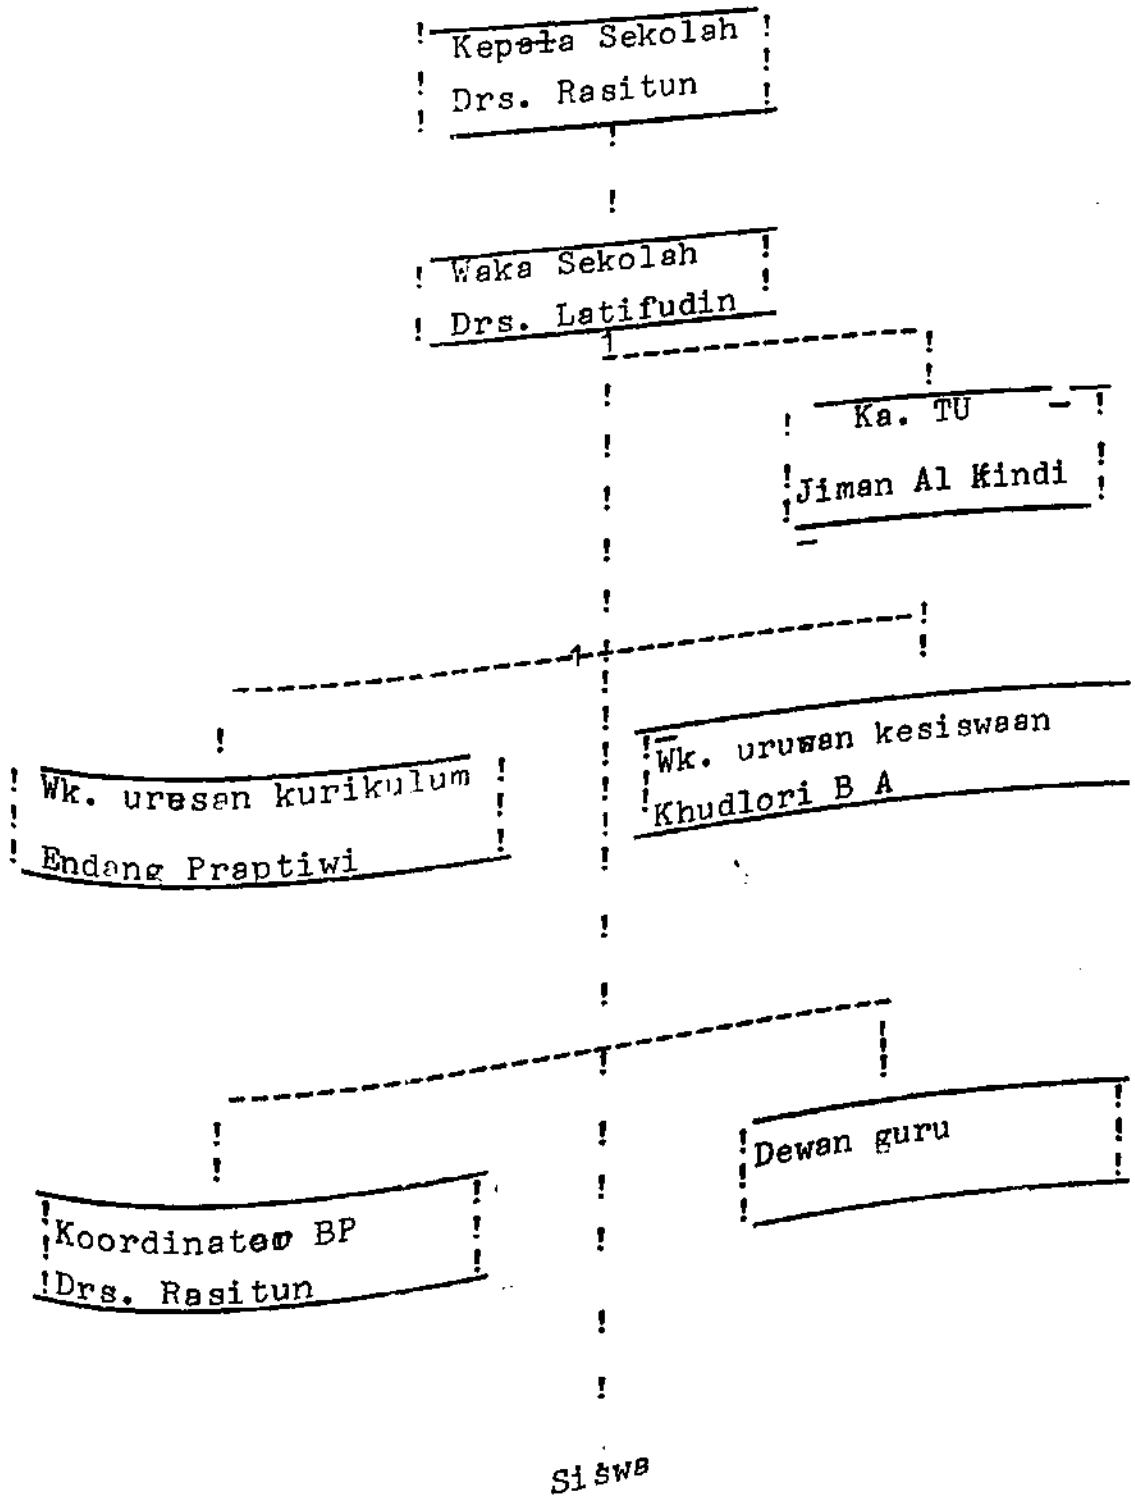 Kepala Sekolah
Drs. Rasitun
Waka Sekolah
Drs. Latifudin
Ka. TU
Jiman Al Kindi
Wk. urusan kurikulum
Endang Praptiwi
Wk. urusan kesiswaan
Khudlori B A
Koordinator BP
Drs. Rasitun
Dewan guru
Siswa